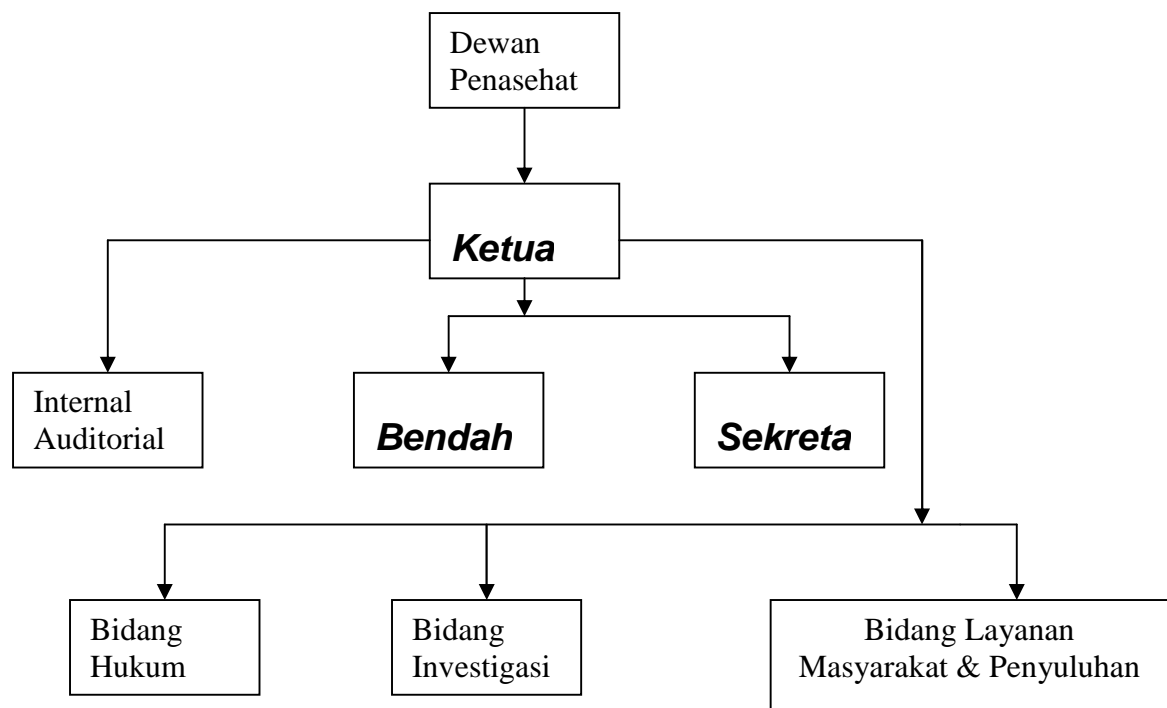 Dewan
Penasehat
Ketua
Internal
Auditorial
Bendah
Sekreta
Bidang
Hukum
Bidang
Investigasi
Bidang Layanan
Masyarakat & Penyuluhan